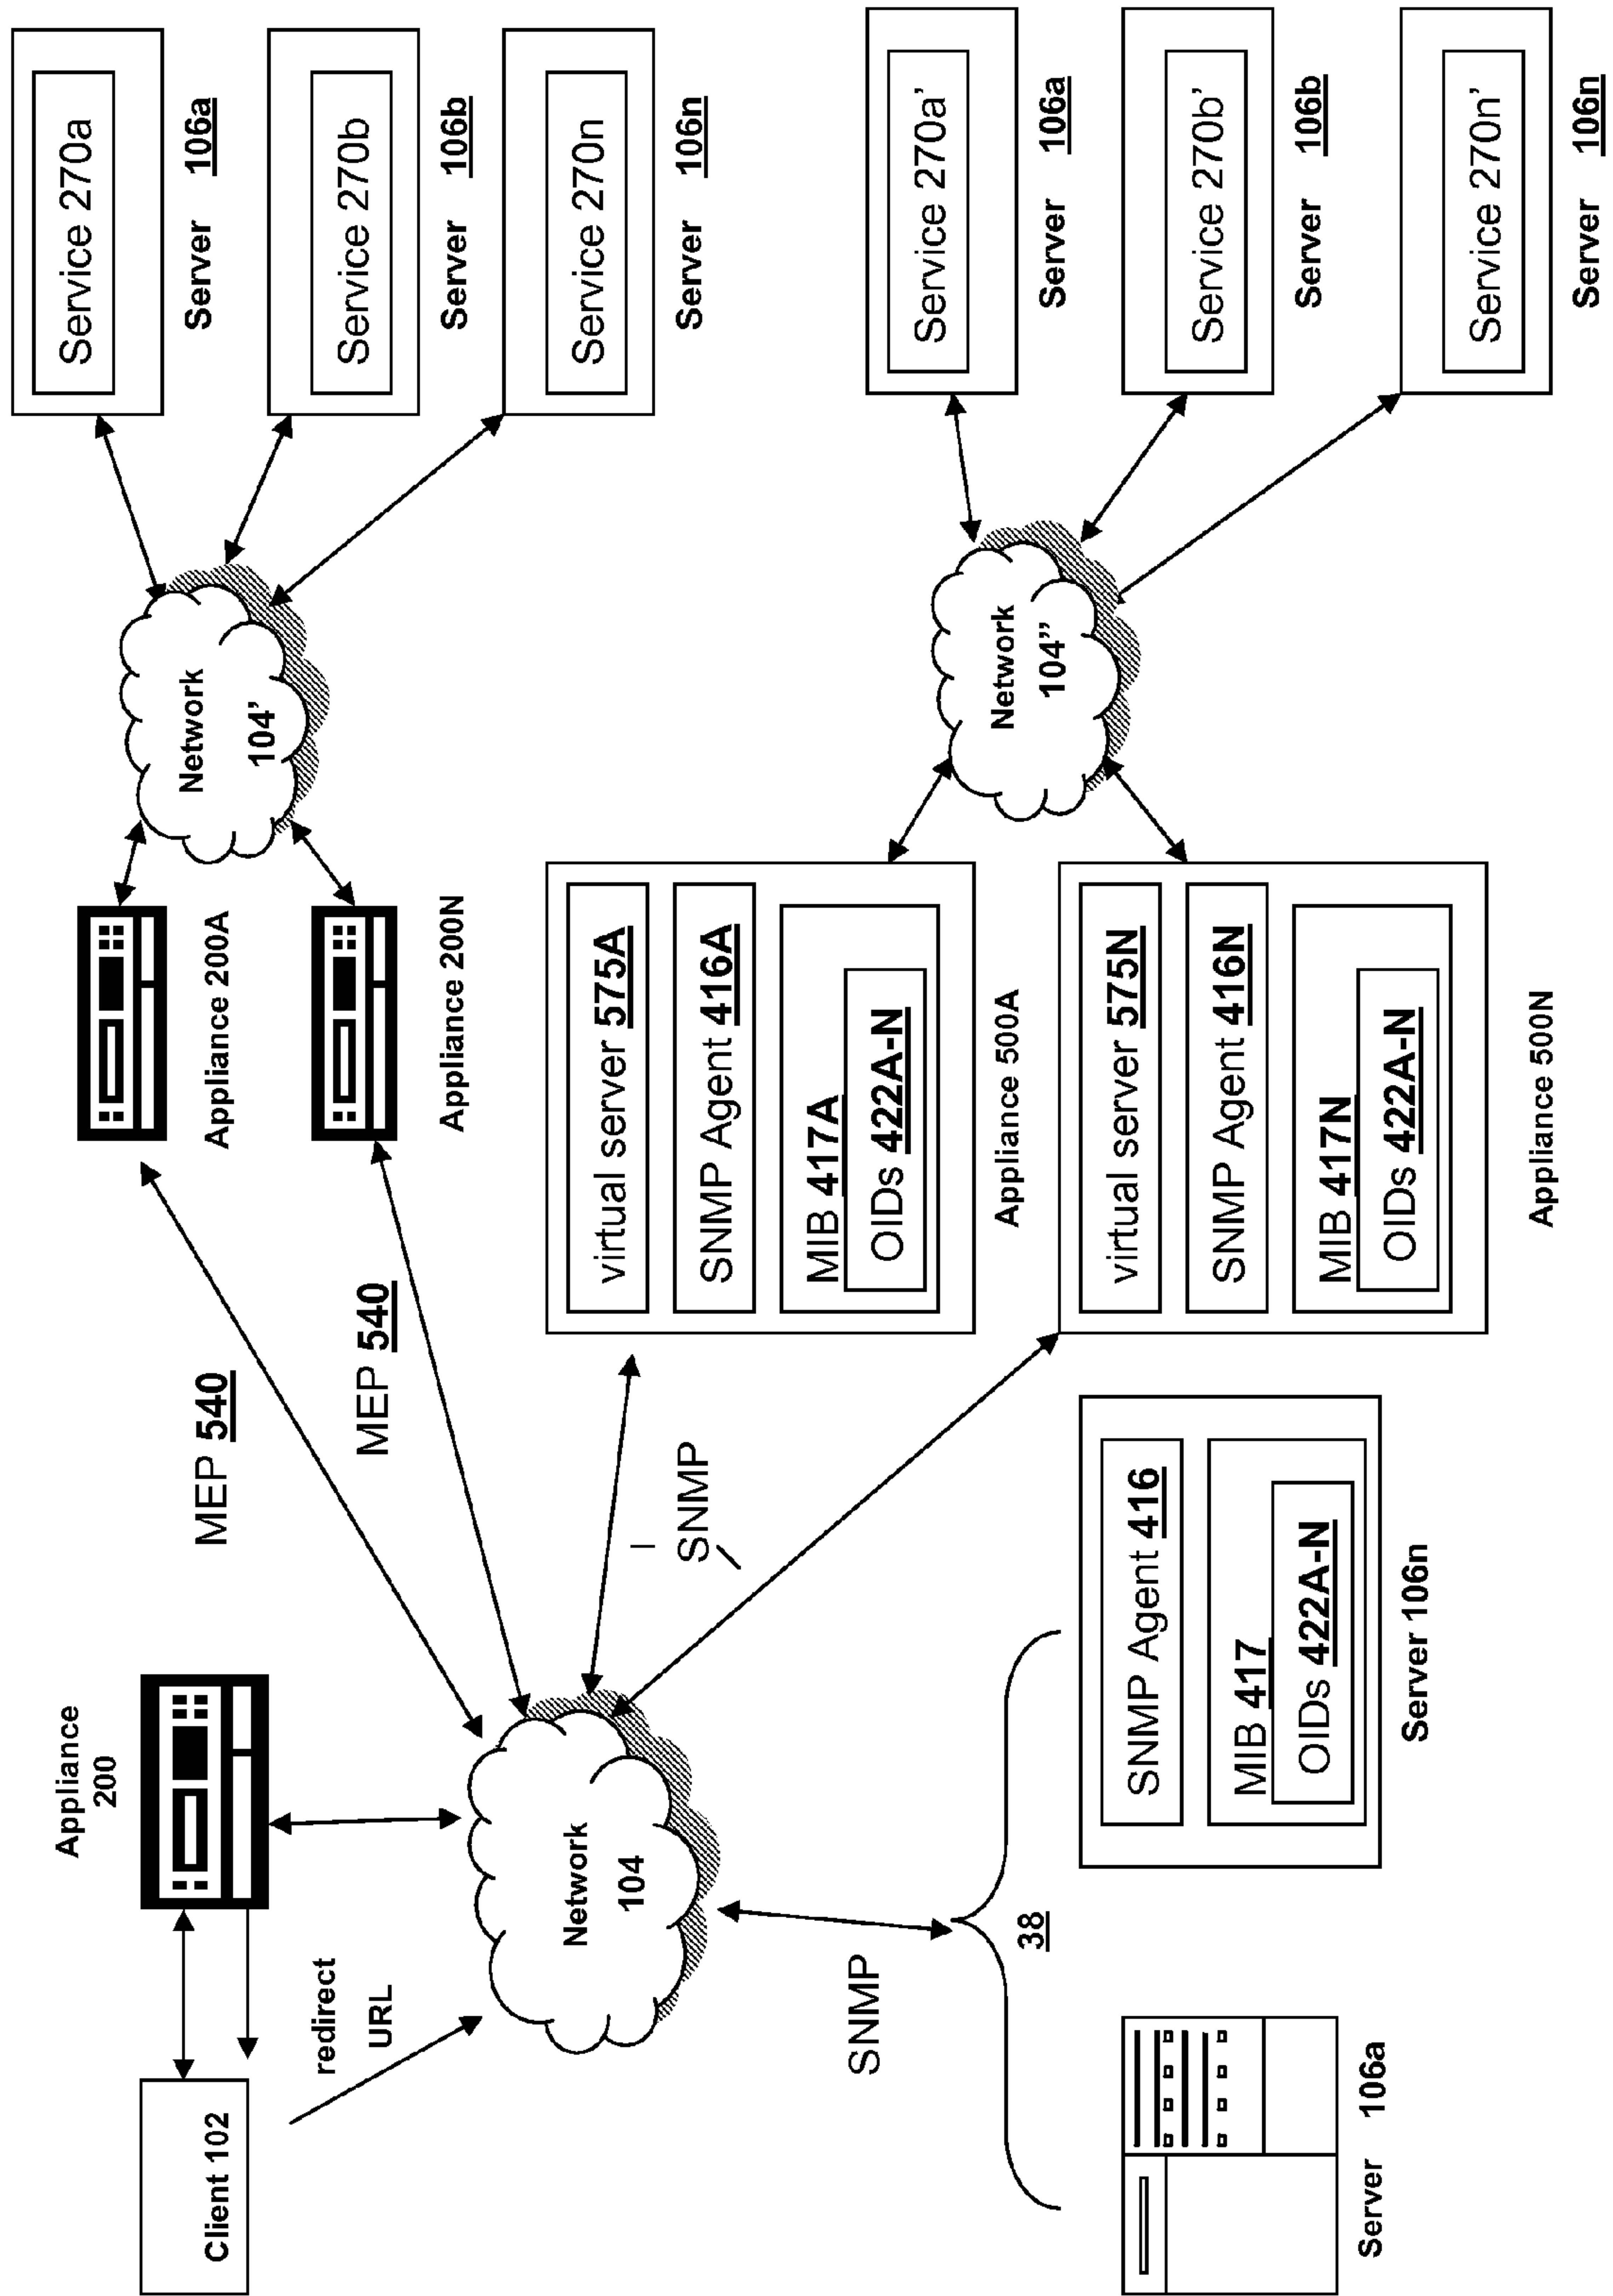 Client 102
redirect
URL
Appliance
200
MEP 540
MEP 540
Appliance 200A
Appliance 200N
Network
104'
Service 270a
Server 106a
Service 270b
Server 106b
Service 270n
Server 106n
Network
104
SNMP
virtual server 575A
SNMP Agent 416A
MIB 417A
OIDs 422A-N
Appliance 500A
virtual server 575N
SNMP Agent 416N
MIB 417N
OIDs 422A-N
Appliance 500N
Network
104''
Service 270a'
Server 106a
Service 270b'
Server 106b
Service 270n'
Server 106n
SNMP
38
Server 106a
SNMP Agent 416
MIB 417
OIDs 422A-N
Server 106n